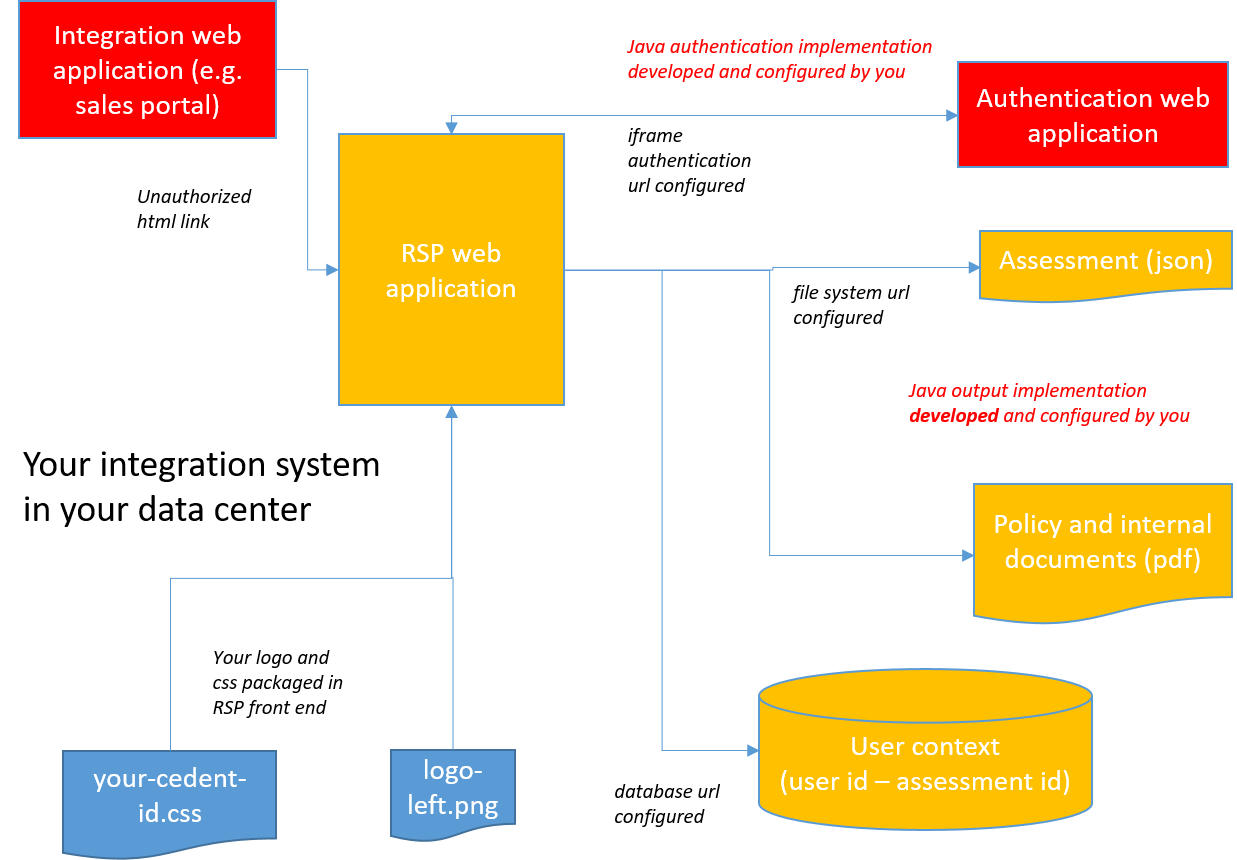 Integration web
application (e.g.
sales portal)
Java authentication implementation
developed and configured by you
Authentication web
application
iframe
authentication
url configured
Unauthorized
html link
RSP web
application
Assessment (json)
file system url
configured
Java output implementation
developed and configured by you
Your integration system
in your data center
Policy and internal
documents (pdf)
Your logo and
css packaged in
RSP front end
User context
(user id – assessment id)
your-cedent-
id.css
logo-
left.png
database url
configured